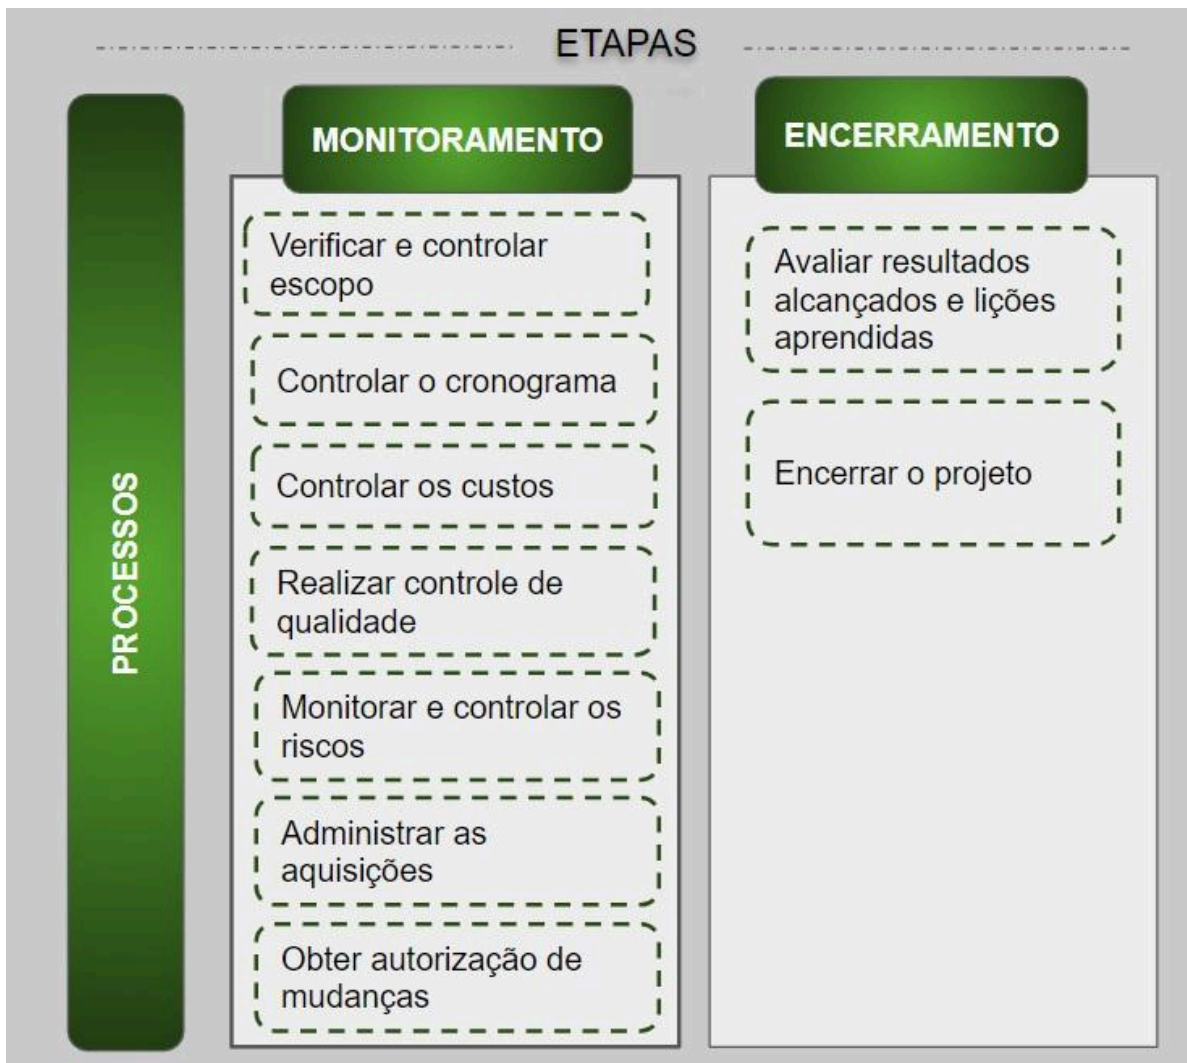 ETAPAS
PROCESSOS
MONITORAMENTO
Verificar e controlar
escopo
Controlar o cronograma
Controlar os custos
Realizar controle de
qualidade
Monitorar e controlar os
riscos
Administrar as
aquisições
Obter autorização de
mudanças
ENCERRAMENTO
Avaliar resultados
alcançados e lições
aprendidas
Encerrar o projeto